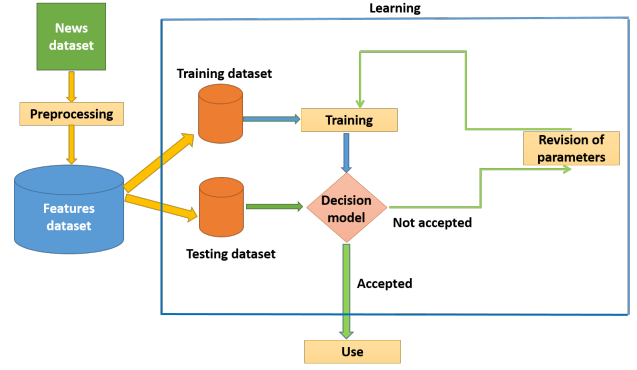 Learning
News
dataset
Training dataset
Preprocessing
Training
Revision of
parameters
Features
dataset
Decision
model
Not accepted
Testing dataset
Accepted
Use